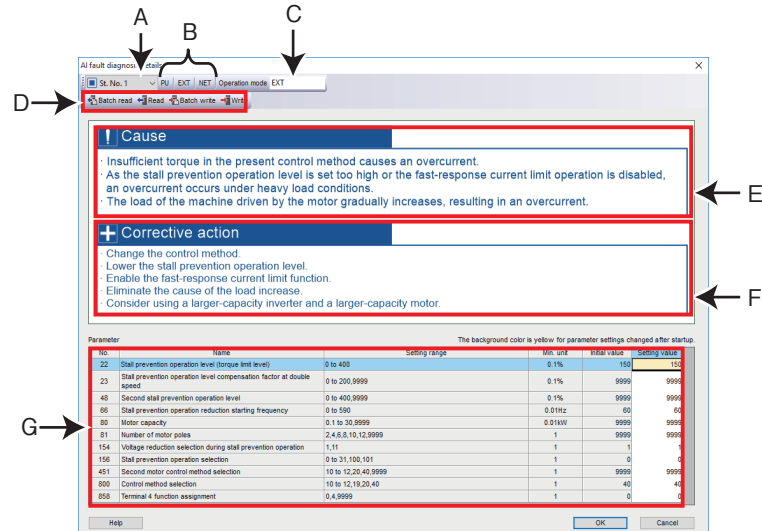 A
B
C
AI fault diagnosis details
St. No. 1 PU EXT NET Operation mode EXT
D
Batch read Read Batch write Write
Cause
· Insufficient torque in the present control method causes an overcurrent.
· As the stall prevention operation level is set too high or the fast-response current limit operation is disabled,
an overcurrent occurs under heavy load conditions.
· The load of the machine driven by the motor gradually increases, resulting in an overcurrent.
E
Corrective action
· Change the control method.
· Lower the stall prevention operation level.
· Enable the fast-response current limit function.
· Eliminate the cause of the load increase.
· Consider using a larger-capacity inverter and a larger-capacity motor.
F
Parameter The background color is yellow for parameter settings changed after startup.
No. Name Setting range Min. unit Initial value Setting value
22 Stall prevention operation level (torque limit level) 0 to 400 0.1% 150 150
23 Stall prevention operation level compensation factor at double speed 0 to 200,9999 0.1% 9999 9999
48 Second stall prevention operation level 0 to 400,9999 0.1% 9999 9999
66 Stall prevention operation reduction starting frequency 0 to 590 0.01Hz 60 60
80 Motor capacity 0.1 to 30,9999 0.01kW 9999 9999
81 Number of motor poles 2,4,6,8,10,12,9999 1 9999 9999
154 Voltage reduction selection during stall prevention operation 1,11 1 1 1
156 Stall prevention operation selection 0 to 31,100,101 1 0 0
451 Second motor control method selection 10 to 12,20,40,9999 1 9999 9999
800 Control method selection 10 to 12,19,20,40 1 40 40
858 Terminal 4 function assignment 0,4,9999 1 0 0
G
Help OK Cancel